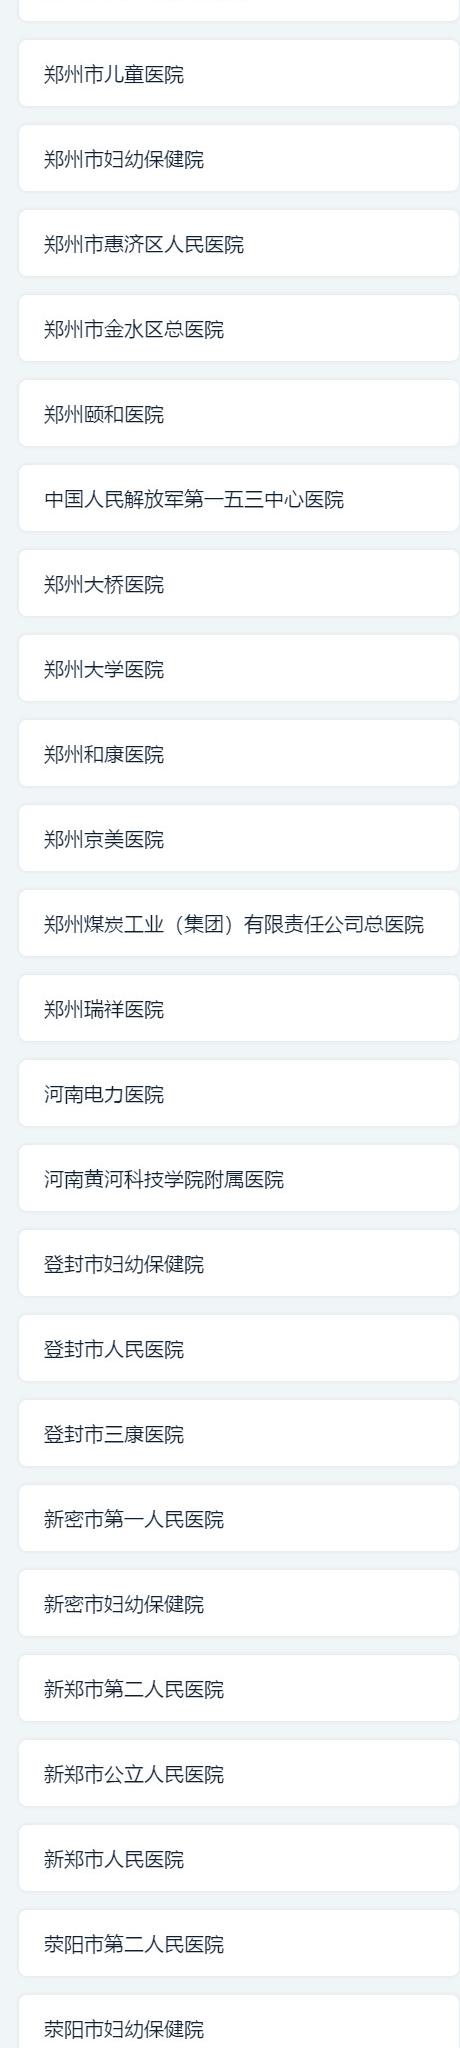 郑州市儿童医院
郑州市妇幼保健院
郑州市惠济区人民医院
郑州市金水区总医院
郑州颐和医院
中国人民解放军第一五三中心医院
郑州大桥医院
郑州大学医院
郑州和康医院
郑州京美医院
郑州煤炭工业（集团）有限责任公司总医院
郑州瑞祥医院
河南电力医院
河南黄河科技学院附属医院
登封市妇幼保健院
登封市人民医院
登封市三康医院
新密市第一人民医院
新密市妇幼保健院
新郑市第二人民医院
新郑市公立人民医院
新郑市人民医院
荥阳市第二人民医院
荥阳市妇幼保健院